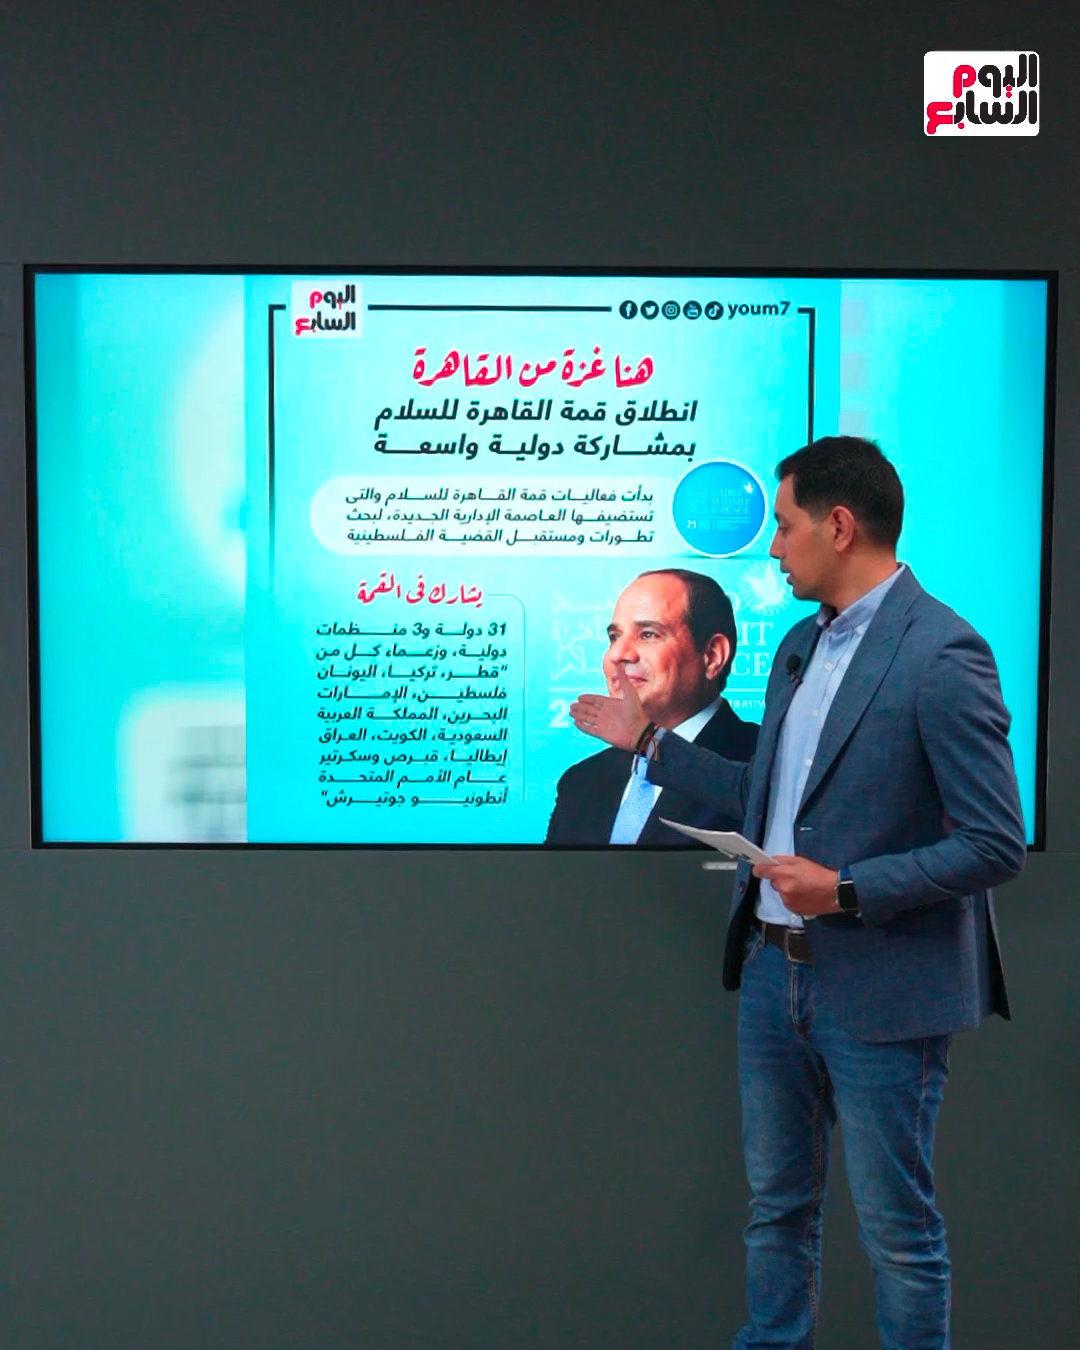 اليوم
السابع
اليوم
السابع
youm7
هنا غزة من القاهرة
انطلاق قمة القاهرة للسلام
بمشاركة دولية واسعة
بدأت فعاليات قمة القاهرة للسلام والتى
تستضيفها العاصمة الإدارية الجديدة، لبحث
تطورات ومستقبل القضية الفلسطينية
21
يشارك فى القمة
31 دولة و3 منظمات
دولية، وزعماء كل من
"قطر، تركيا، اليونان
فلسطين، الإمارات
البحرين، المملكة العربية
السعودية، الكويت، العراق
إيطاليا، قبرص وسكرتير
عام الأمم المتحدة
أنطونيو جوتيرش"